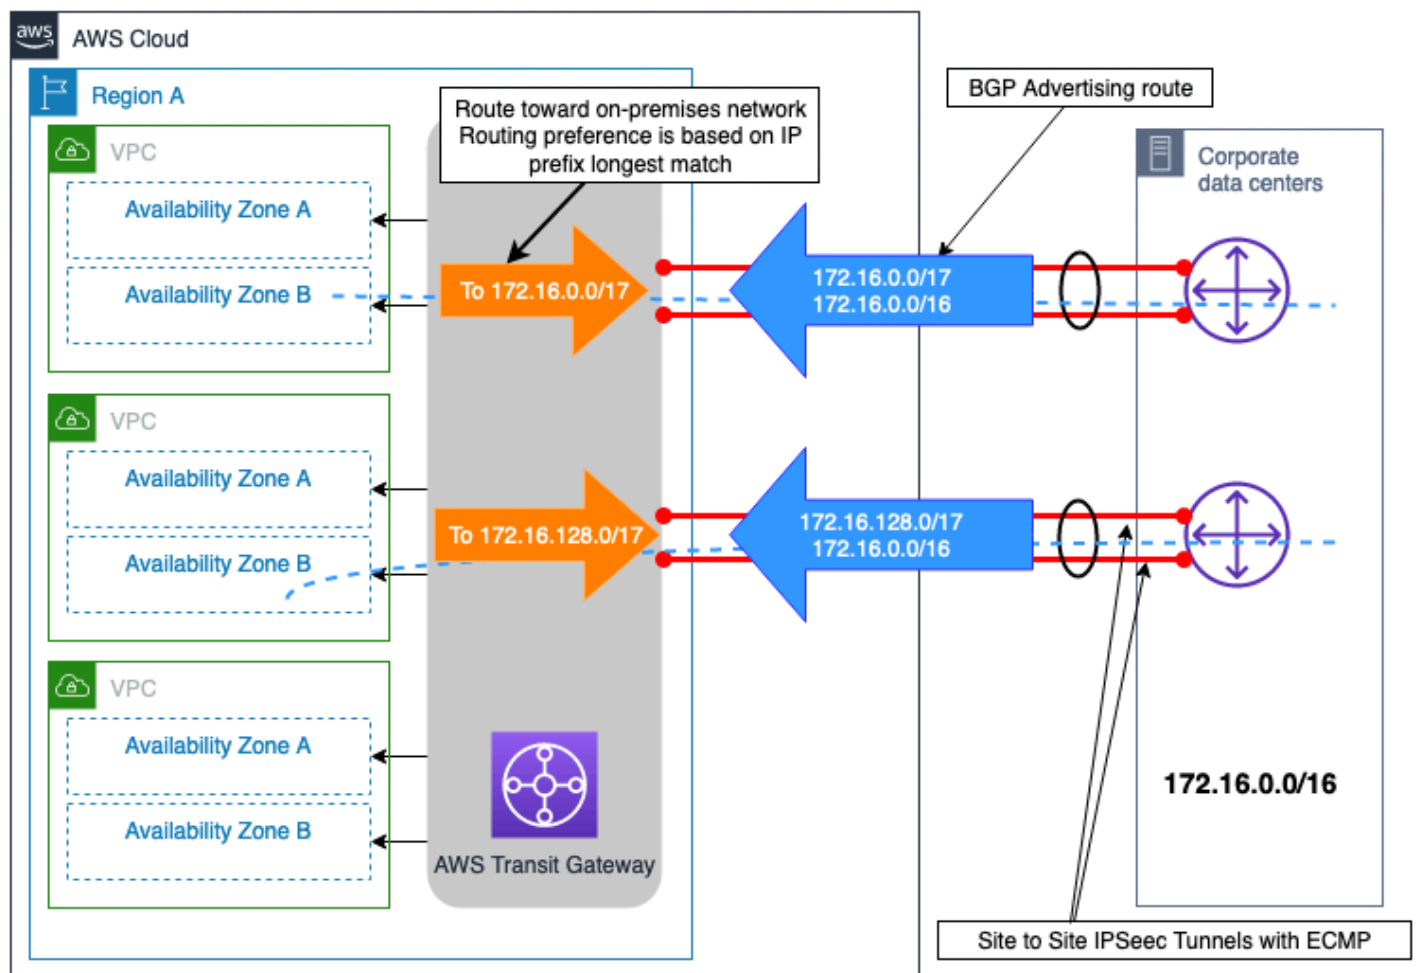 aws
AWS Cloud
Region A
Route toward on-premises network
Routing preference is based on IP
prefix longest match
BGP Advertising route
VPC
Availability Zone A
Availability Zone B
Corporate
data centers
To 172.16.0.0/17
172.16.0.0/17
172.16.0.0/16
VPC
Availability Zone A
Availability Zone B
To 172.16.128.0/17
172.16.128.0/17
172.16.0.0/16
VPC
Availability Zone A
Availability Zone B
AWS Transit Gateway
172.16.0.0/16
Site to Site IPSeec Tunnels with ECMP